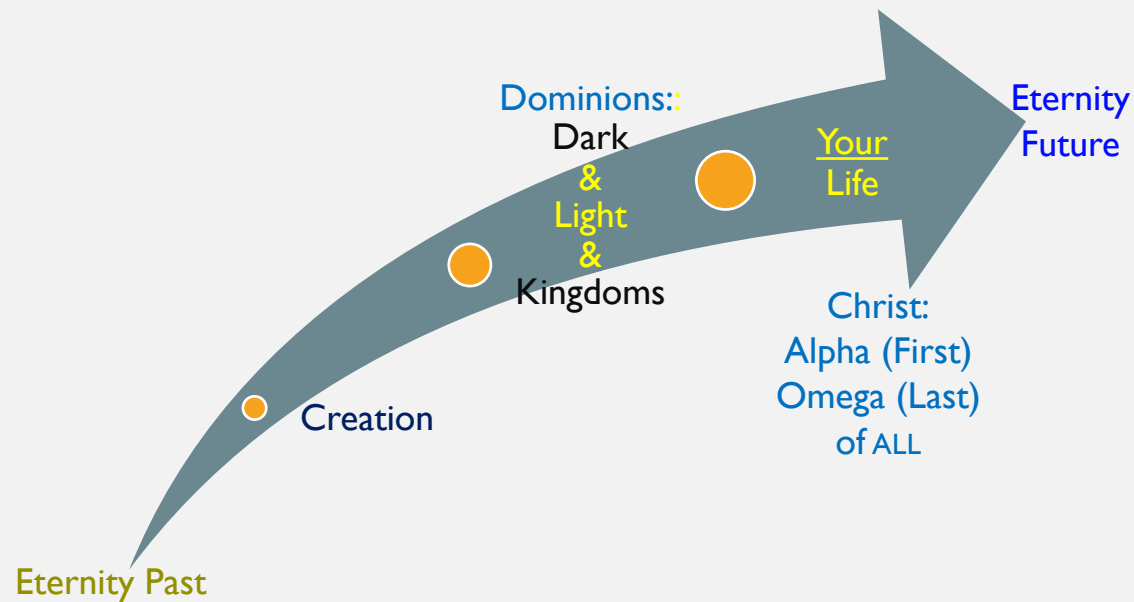 Dominions::
Dark
&
Light
&
Kingdoms
Your
Life
Eternity
Future
Christ:
Alpha (First)
Omega (Last)
of ALL
Creation
Eternity Past